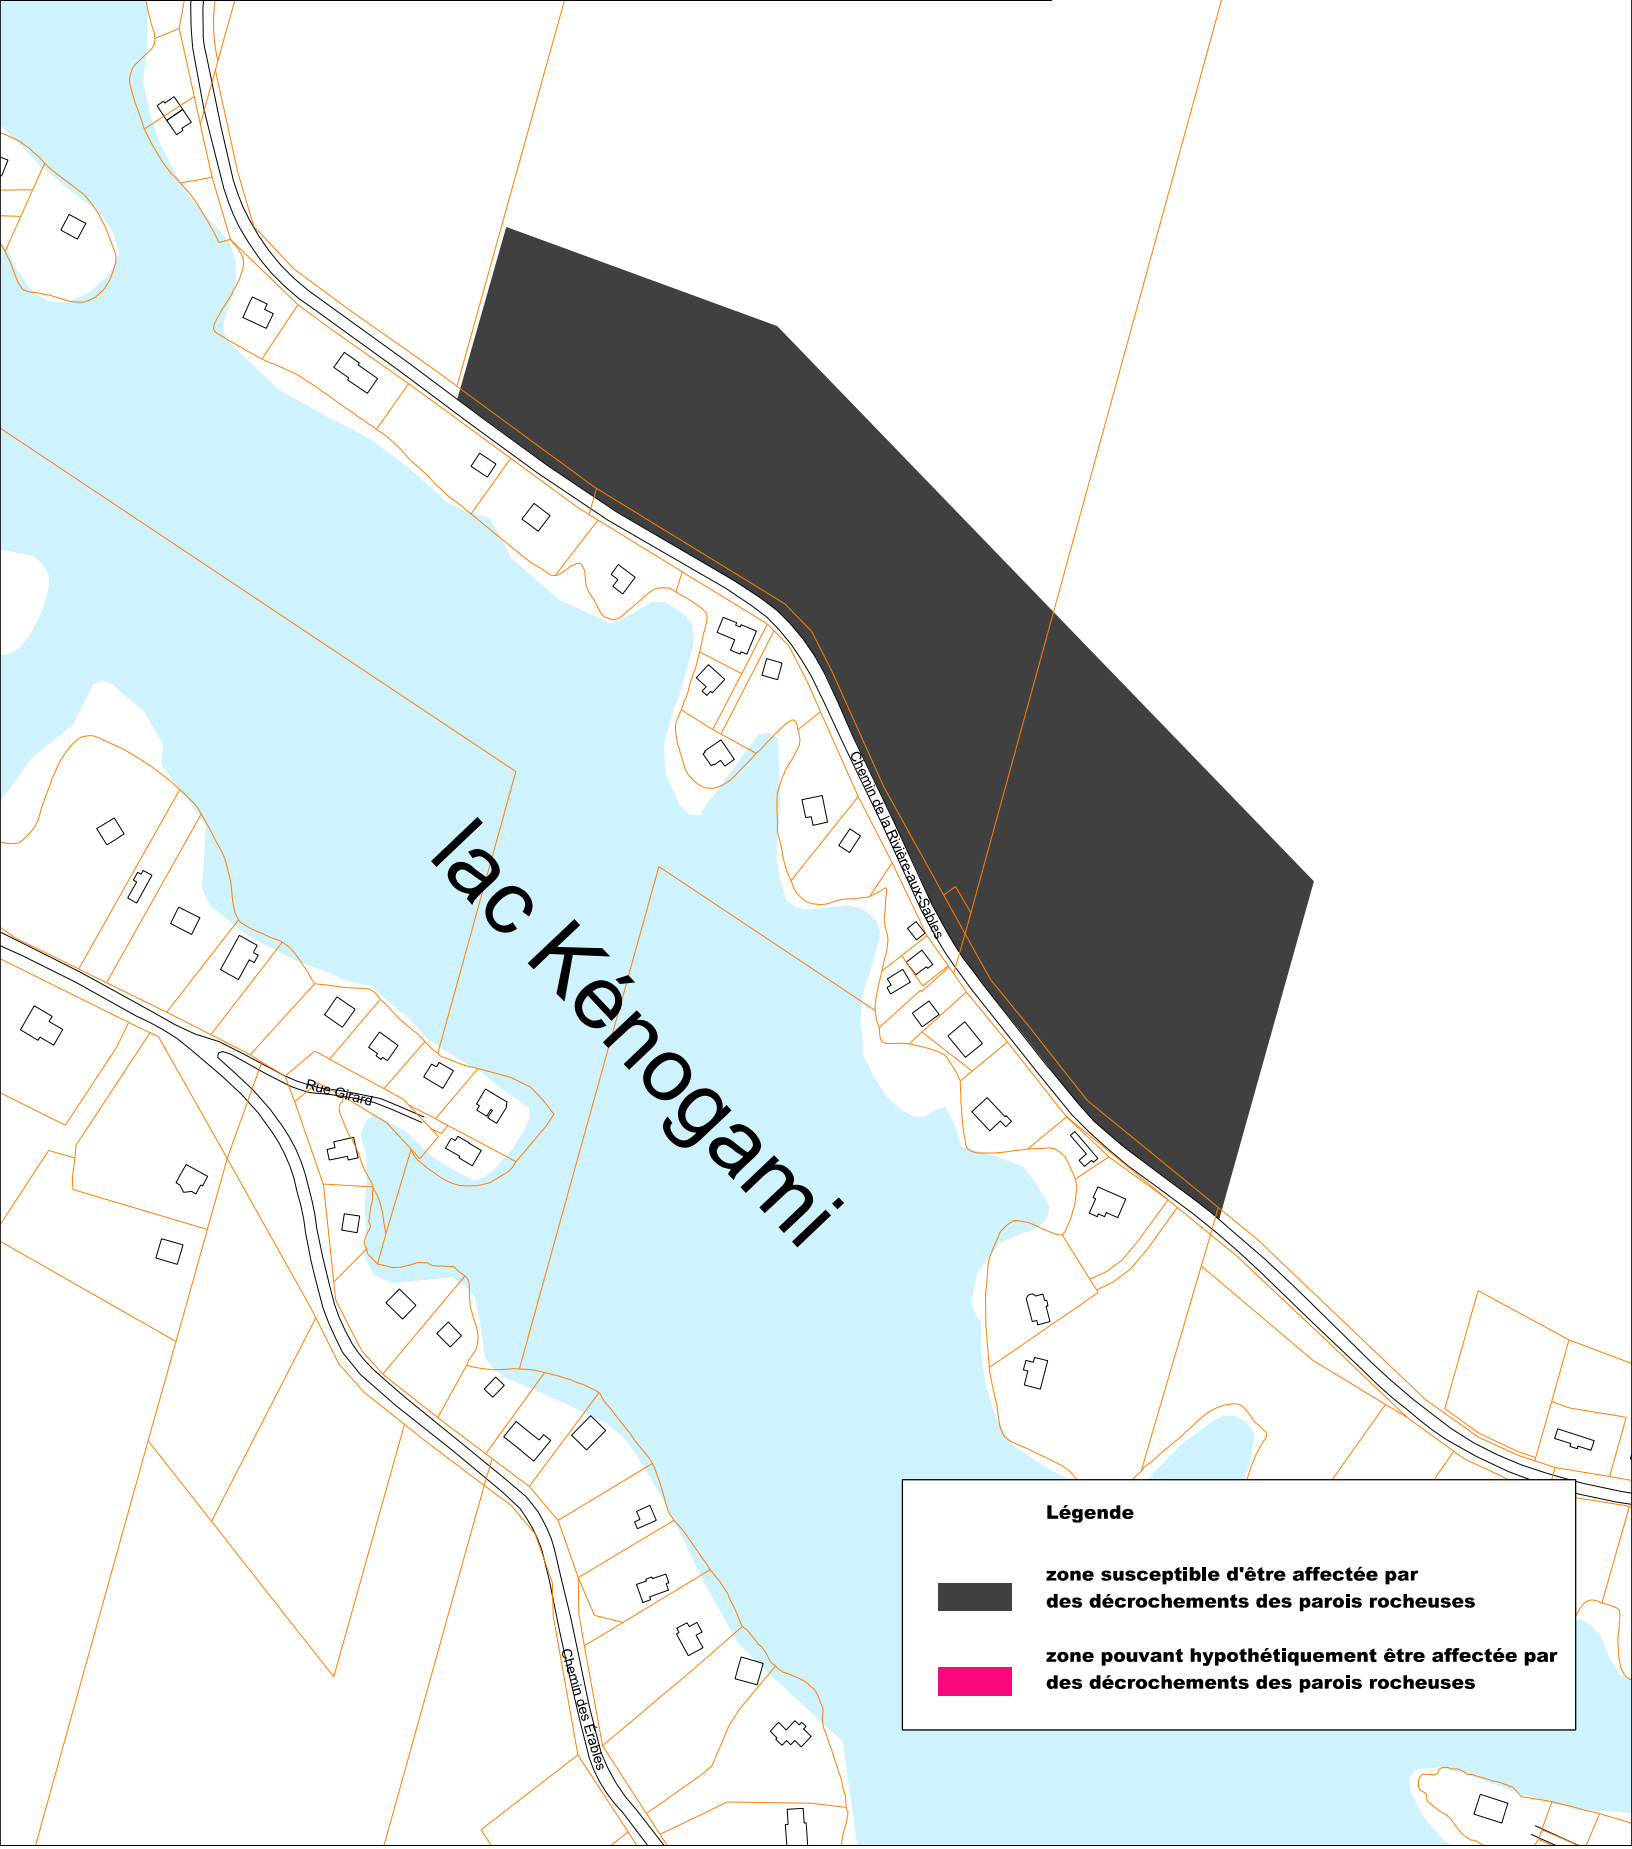 Chemin de la Rivière-aux-Sables
lac Kénogami
Rue Girard
Chemin des Érables
Légende
zone susceptible d'être affectée par
des décrochements des parois rocheuses
zone pouvant hypothétiquement être affectée par
des décrochements des parois rocheuses